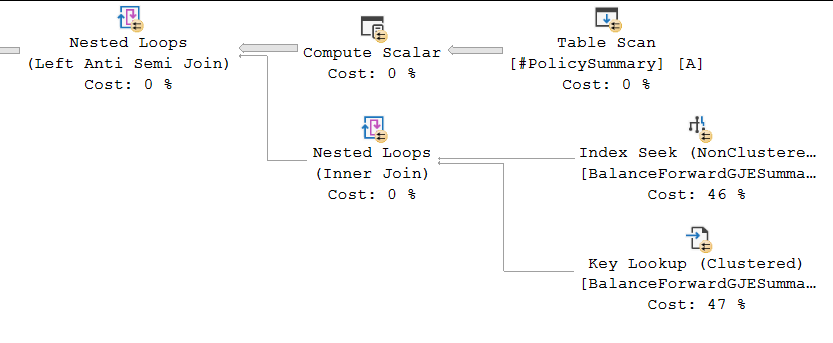 Nested Loops
(Left Anti Semi Join)
Cost: 0 %
Compute Scalar
Cost: 0 %
Table Scan
[#PolicySummary] [A]
Cost: 0 %
Nested Loops
(Inner Join)
Cost: 0 %
Index Seek (NonClustere…
[BalanceForwardGJESumma…
Cost: 46 %
Key Lookup (Clustered)
[BalanceForwardGJESumma…
Cost: 47 %